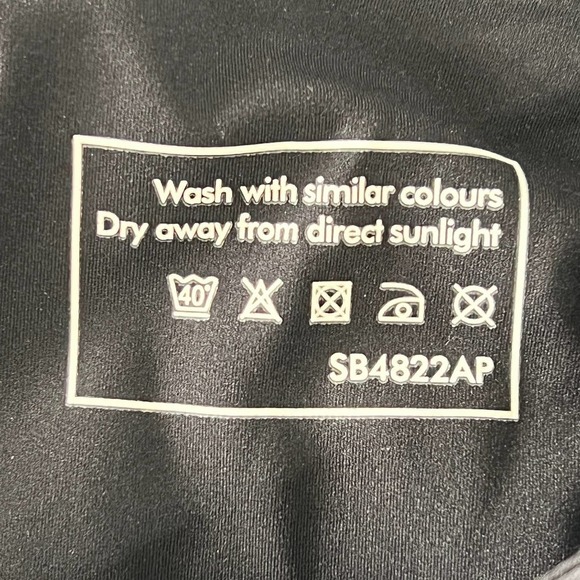 Wash with similar colours
Dry away from direct sunlight
40
SB4822AP